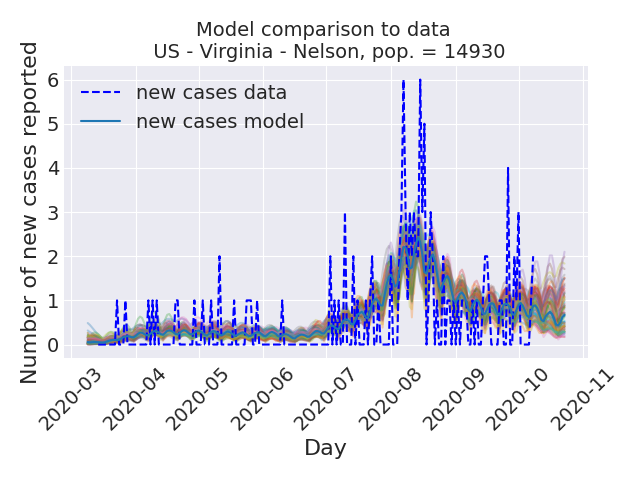 Model comparison to data
US - Virginia - Nelson, pop. = 14930
Number of new cases reported
6
5
4
3
2
1
0
new cases data
new cases model
2020-03
2020-04
2020-05
2020-06
2020-07
2020-08
2020-09
2020-10
2020-11
Day